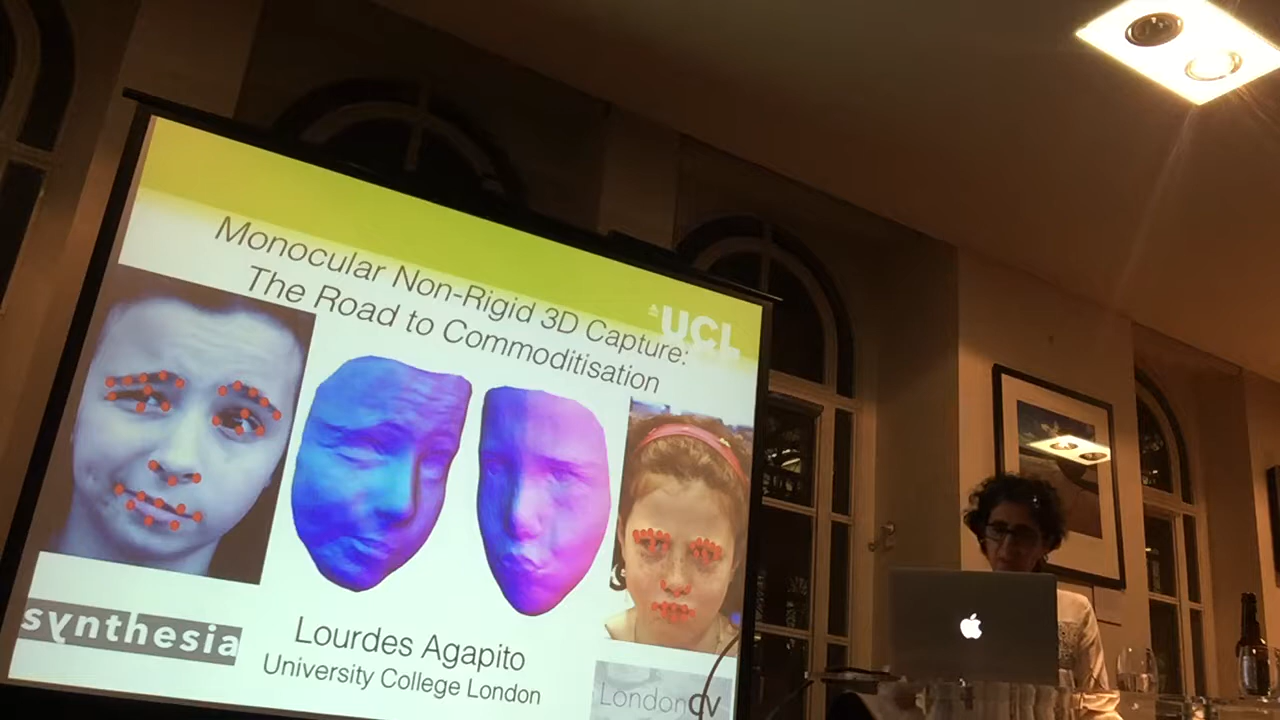 UCL
Monocular Non-Rigid 3D Capture:
The Road to Commoditisation
synthesia
Lourdes Agapito
University College London
LondonCV